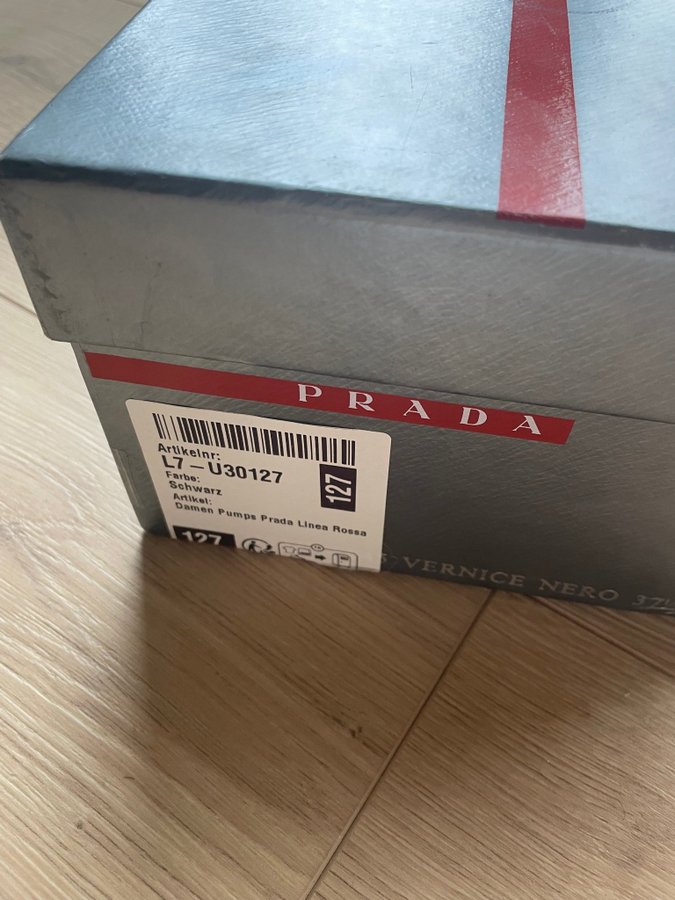 PRADA
Artikelnr:
L7-U30127
127
Farbe:
Schwarz
Artikel:
Damen Pumps Prada Linea Rossa
127
VERNICE NERO